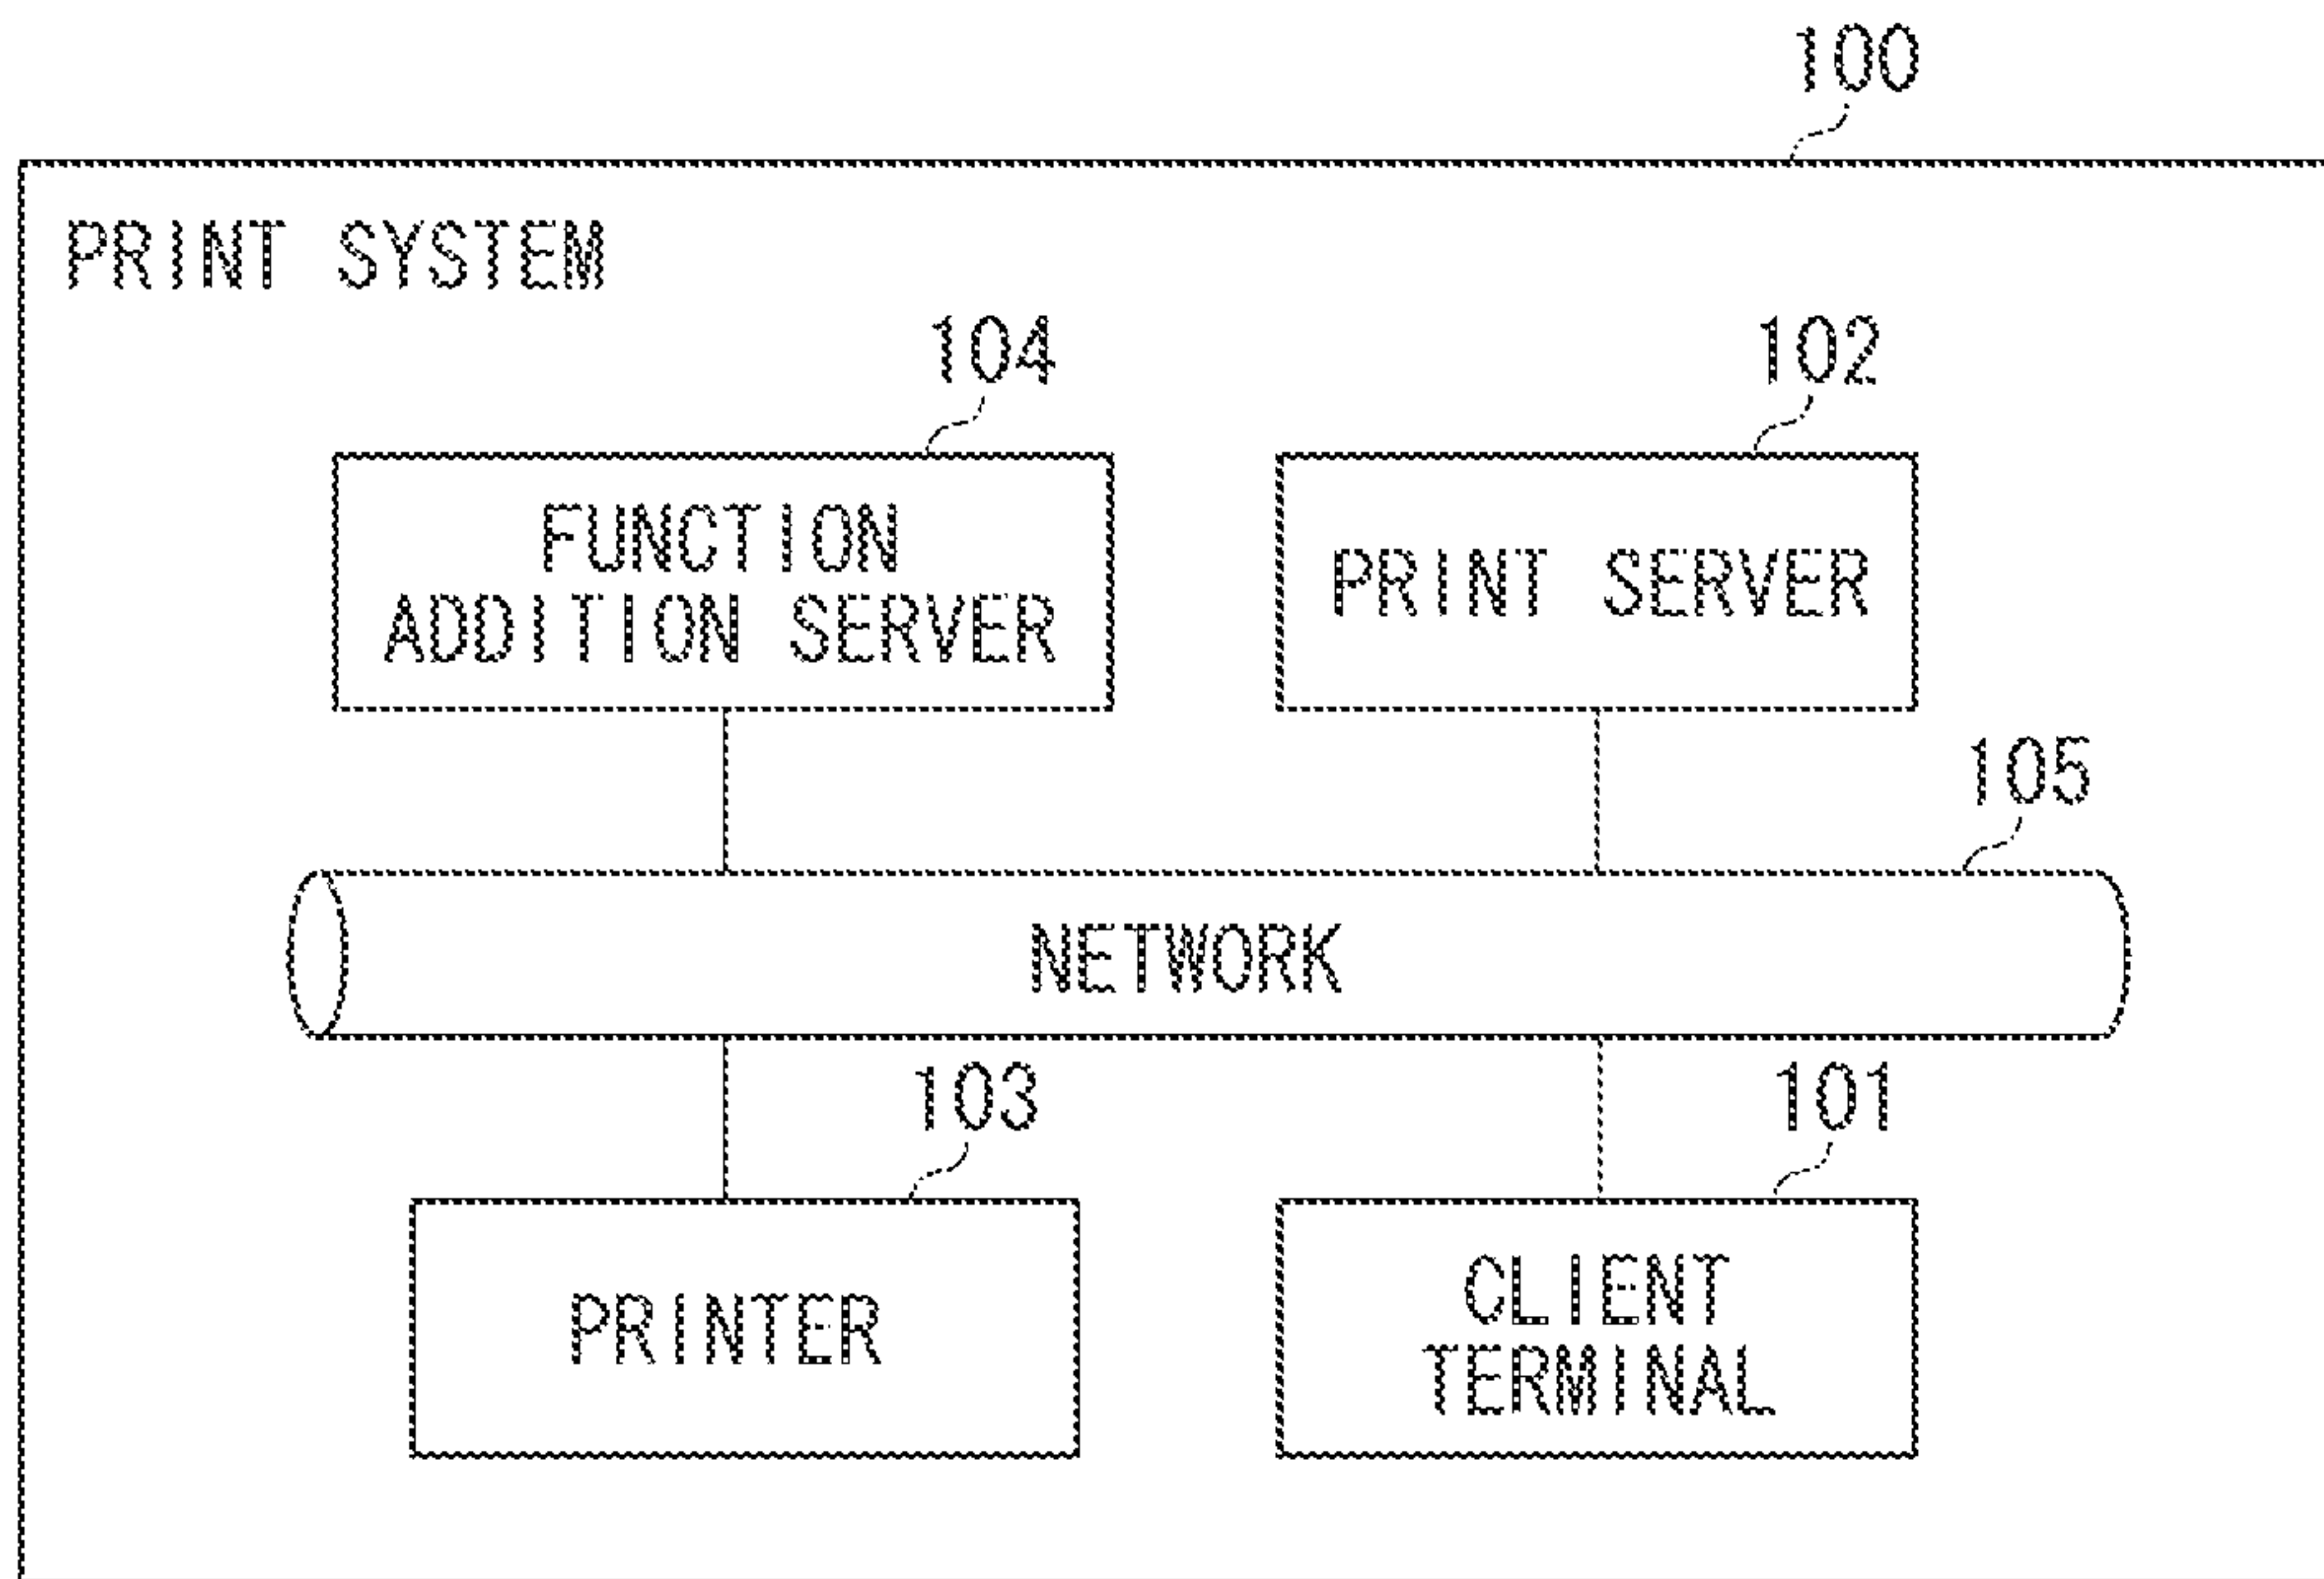 100
PRINT SYSTEM
104
102
FUNCTION
ADDITION SERVER
PRINT SERVER
105
NETWORK
103
101
PRINTER
CLIENT
TERMINAL